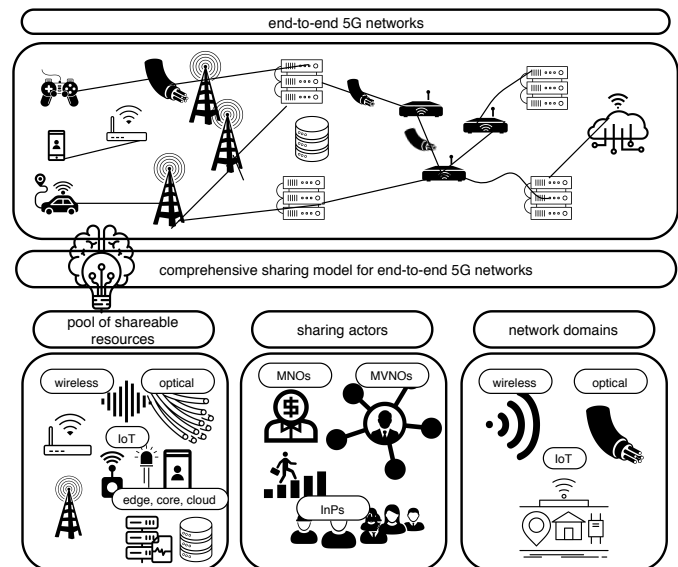 end-to-end 5G networks
comprehensive sharing model for end-to-end 5G networks
pool of shareable
resources
sharing actors
network domains
wireless
optical
IoT
edge, core, cloud
MNOs
MVNOs
InPs
wireless
optical
IoT